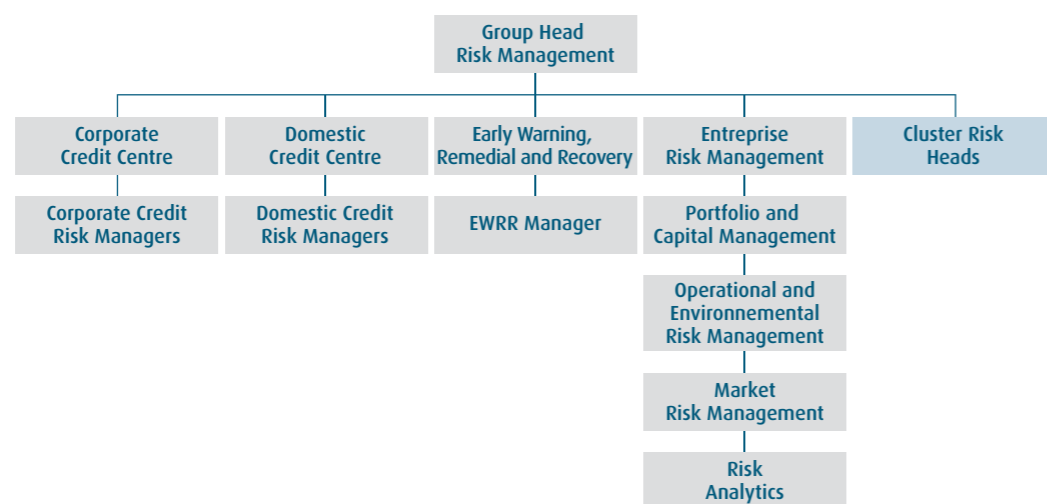 Group Head
Risk Management
Corporate
Credit Centre
Domestic
Credit Centre
Early Warning,
Remedial and Recovery
Entreprise
Risk Management
Cluster Risk
Heads
Corporate Credit
Risk Managers
Domestic Credit
Risk Managers
EWRR Manager
Portfolio and
Capital Management
Operational and
Environnemental
Risk Management
Market
Risk Management
Risk
Analytics